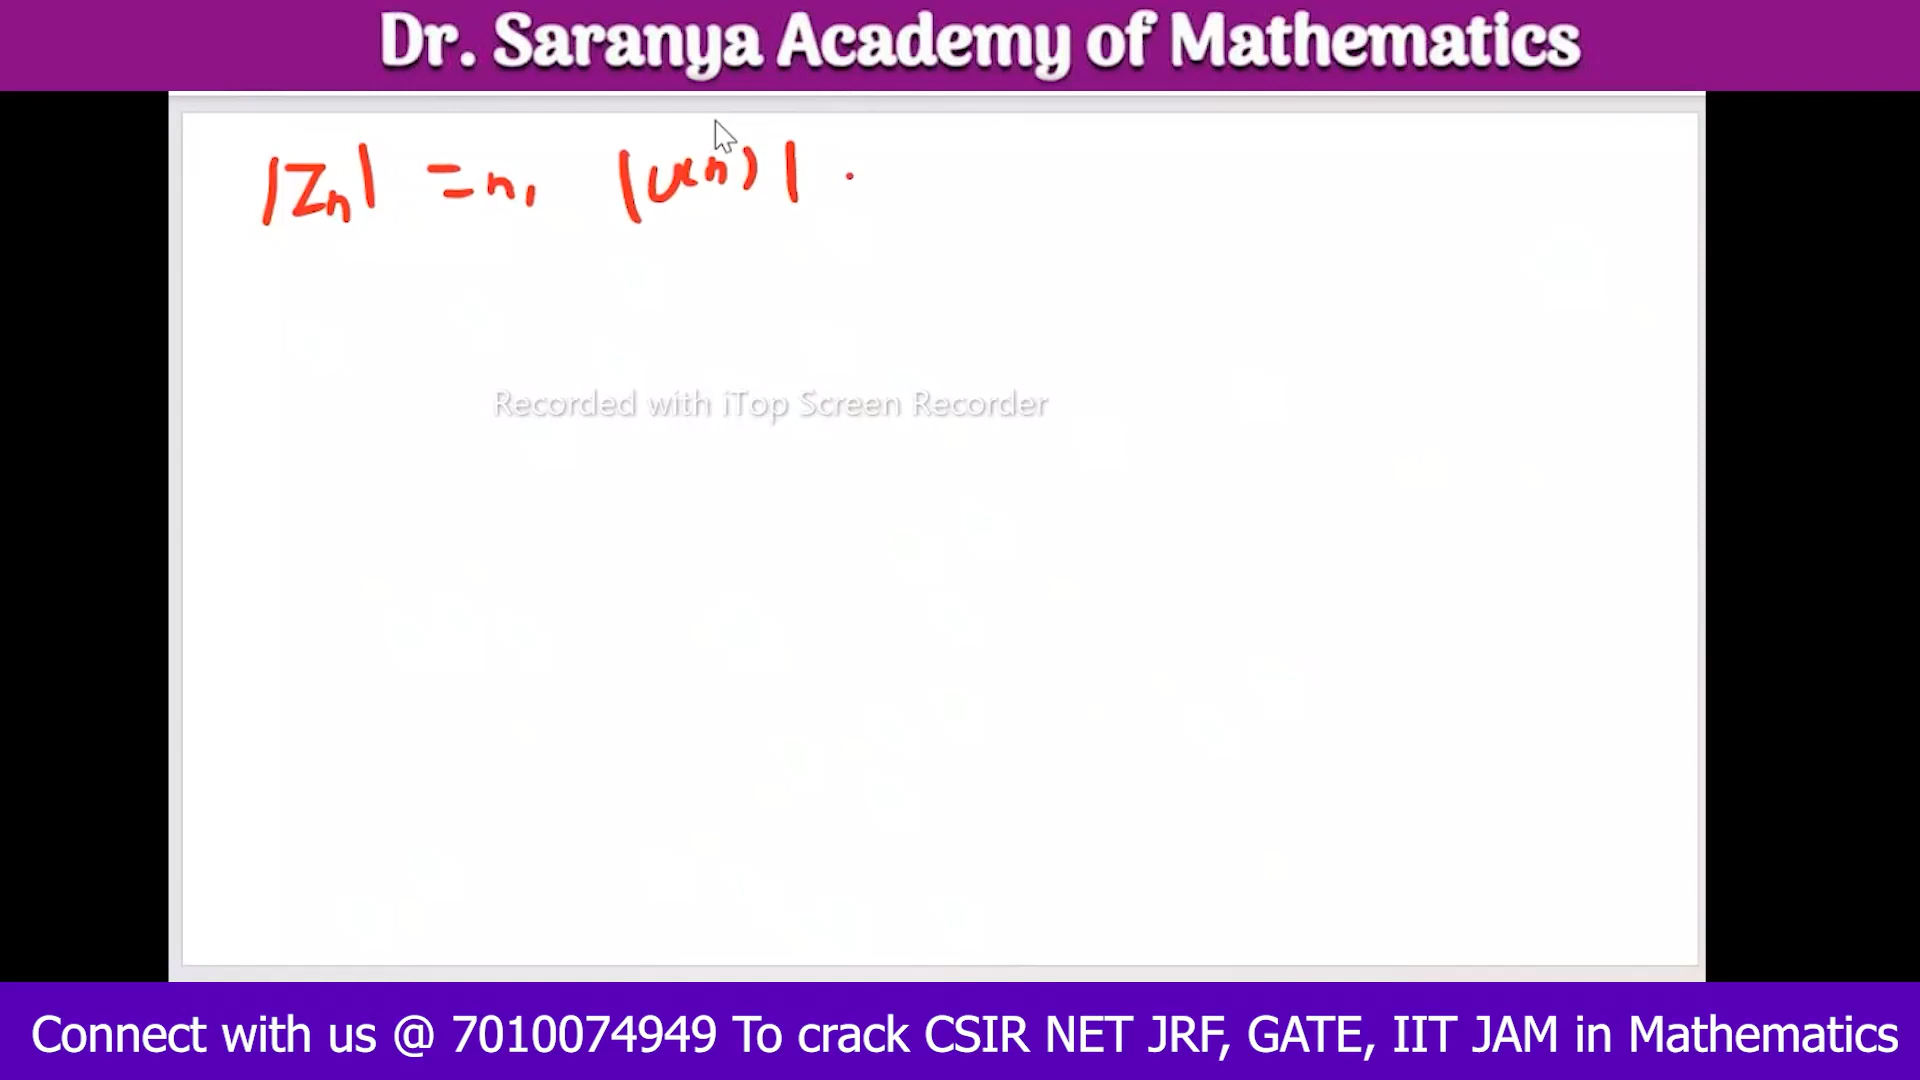 Dr. Saranya Academy of Mathematics
|Zn| = n, |U(n)|
Recorded with iTop Screen Recorder
Connect with us @ 7010074949 To crack CSIR NET JRF, GATE, IIT JAM in Mathematics